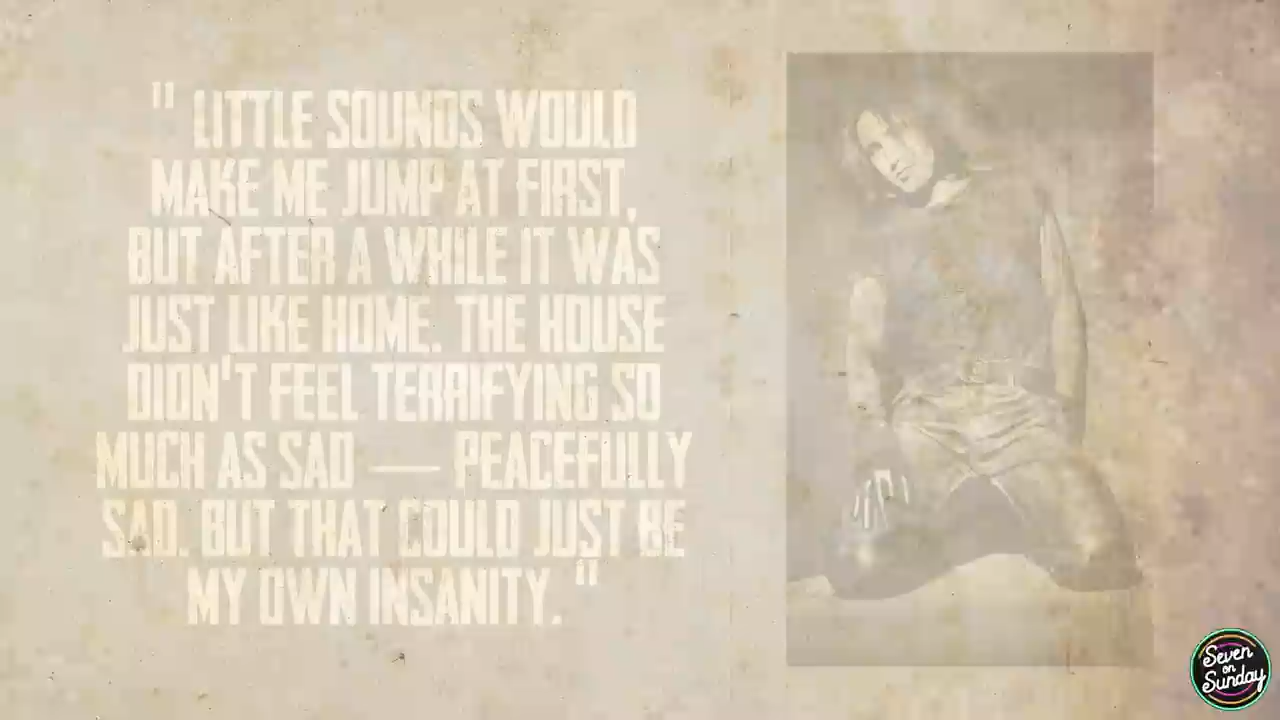 " LITTLE SOUNDS WOULD
MAKE ME JUMP AT FIRST,
BUT AFTER A WHILE IT WAS
JUST LIKE HOME. THE HOUSE
DIDN'T FEEL TERRIFYING SO
MUCH AS SAD — PEACEFULLY
SAD. BUT THAT COULD JUST BE
MY OWN INSANITY. "
Seven
on
Sunday